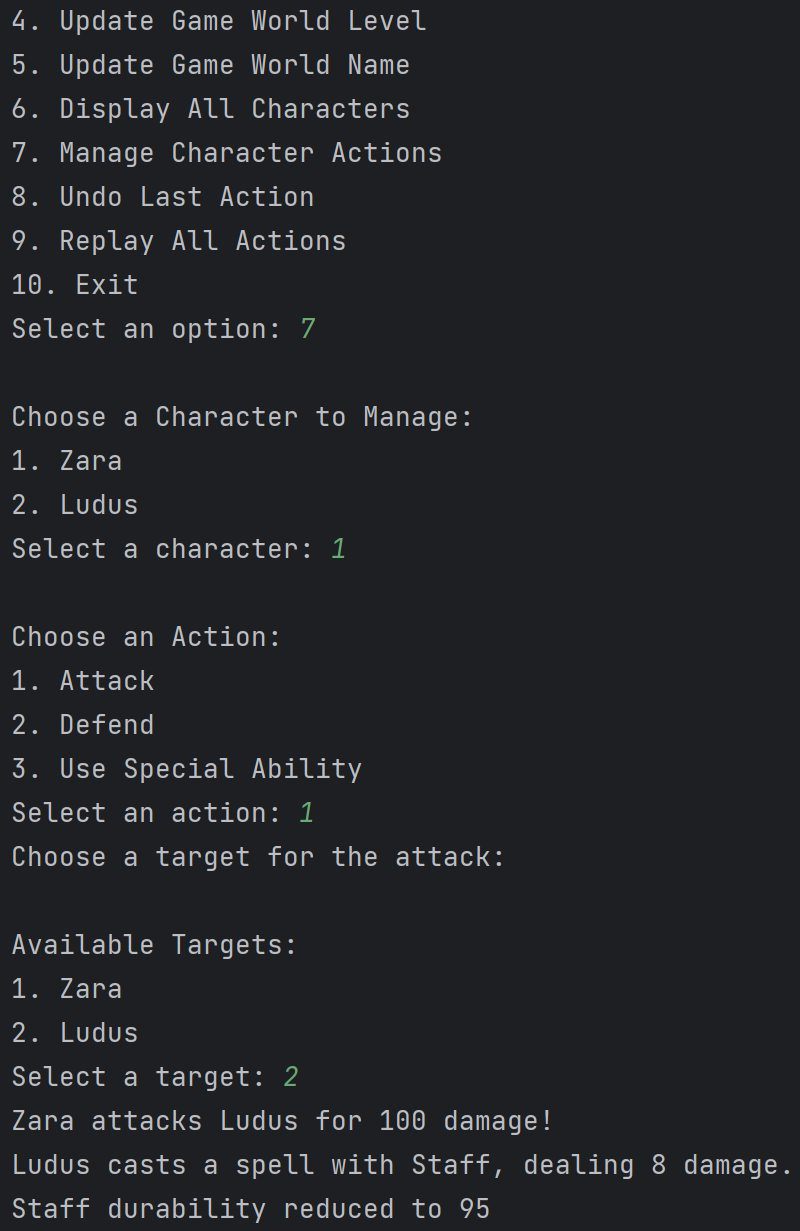 4. Update Game World Level
5. Update Game World Name
6. Display All Characters
7. Manage Character Actions
8. Undo Last Action
9. Replay All Actions
10. Exit
Select an option: 7
Choose a Character to Manage:
1. Zara
2. Ludus
Select a character: 1
Choose an Action:
1. Attack
2. Defend
3. Use Special Ability
Select an action: 1
Choose a target for the attack:
Available Targets:
1. Zara
2. Ludus
Select a target: 2
Zara attacks Ludus for 100 damage!
Ludus casts a spell with Staff, dealing 8 damage.
Staff durability reduced to 95